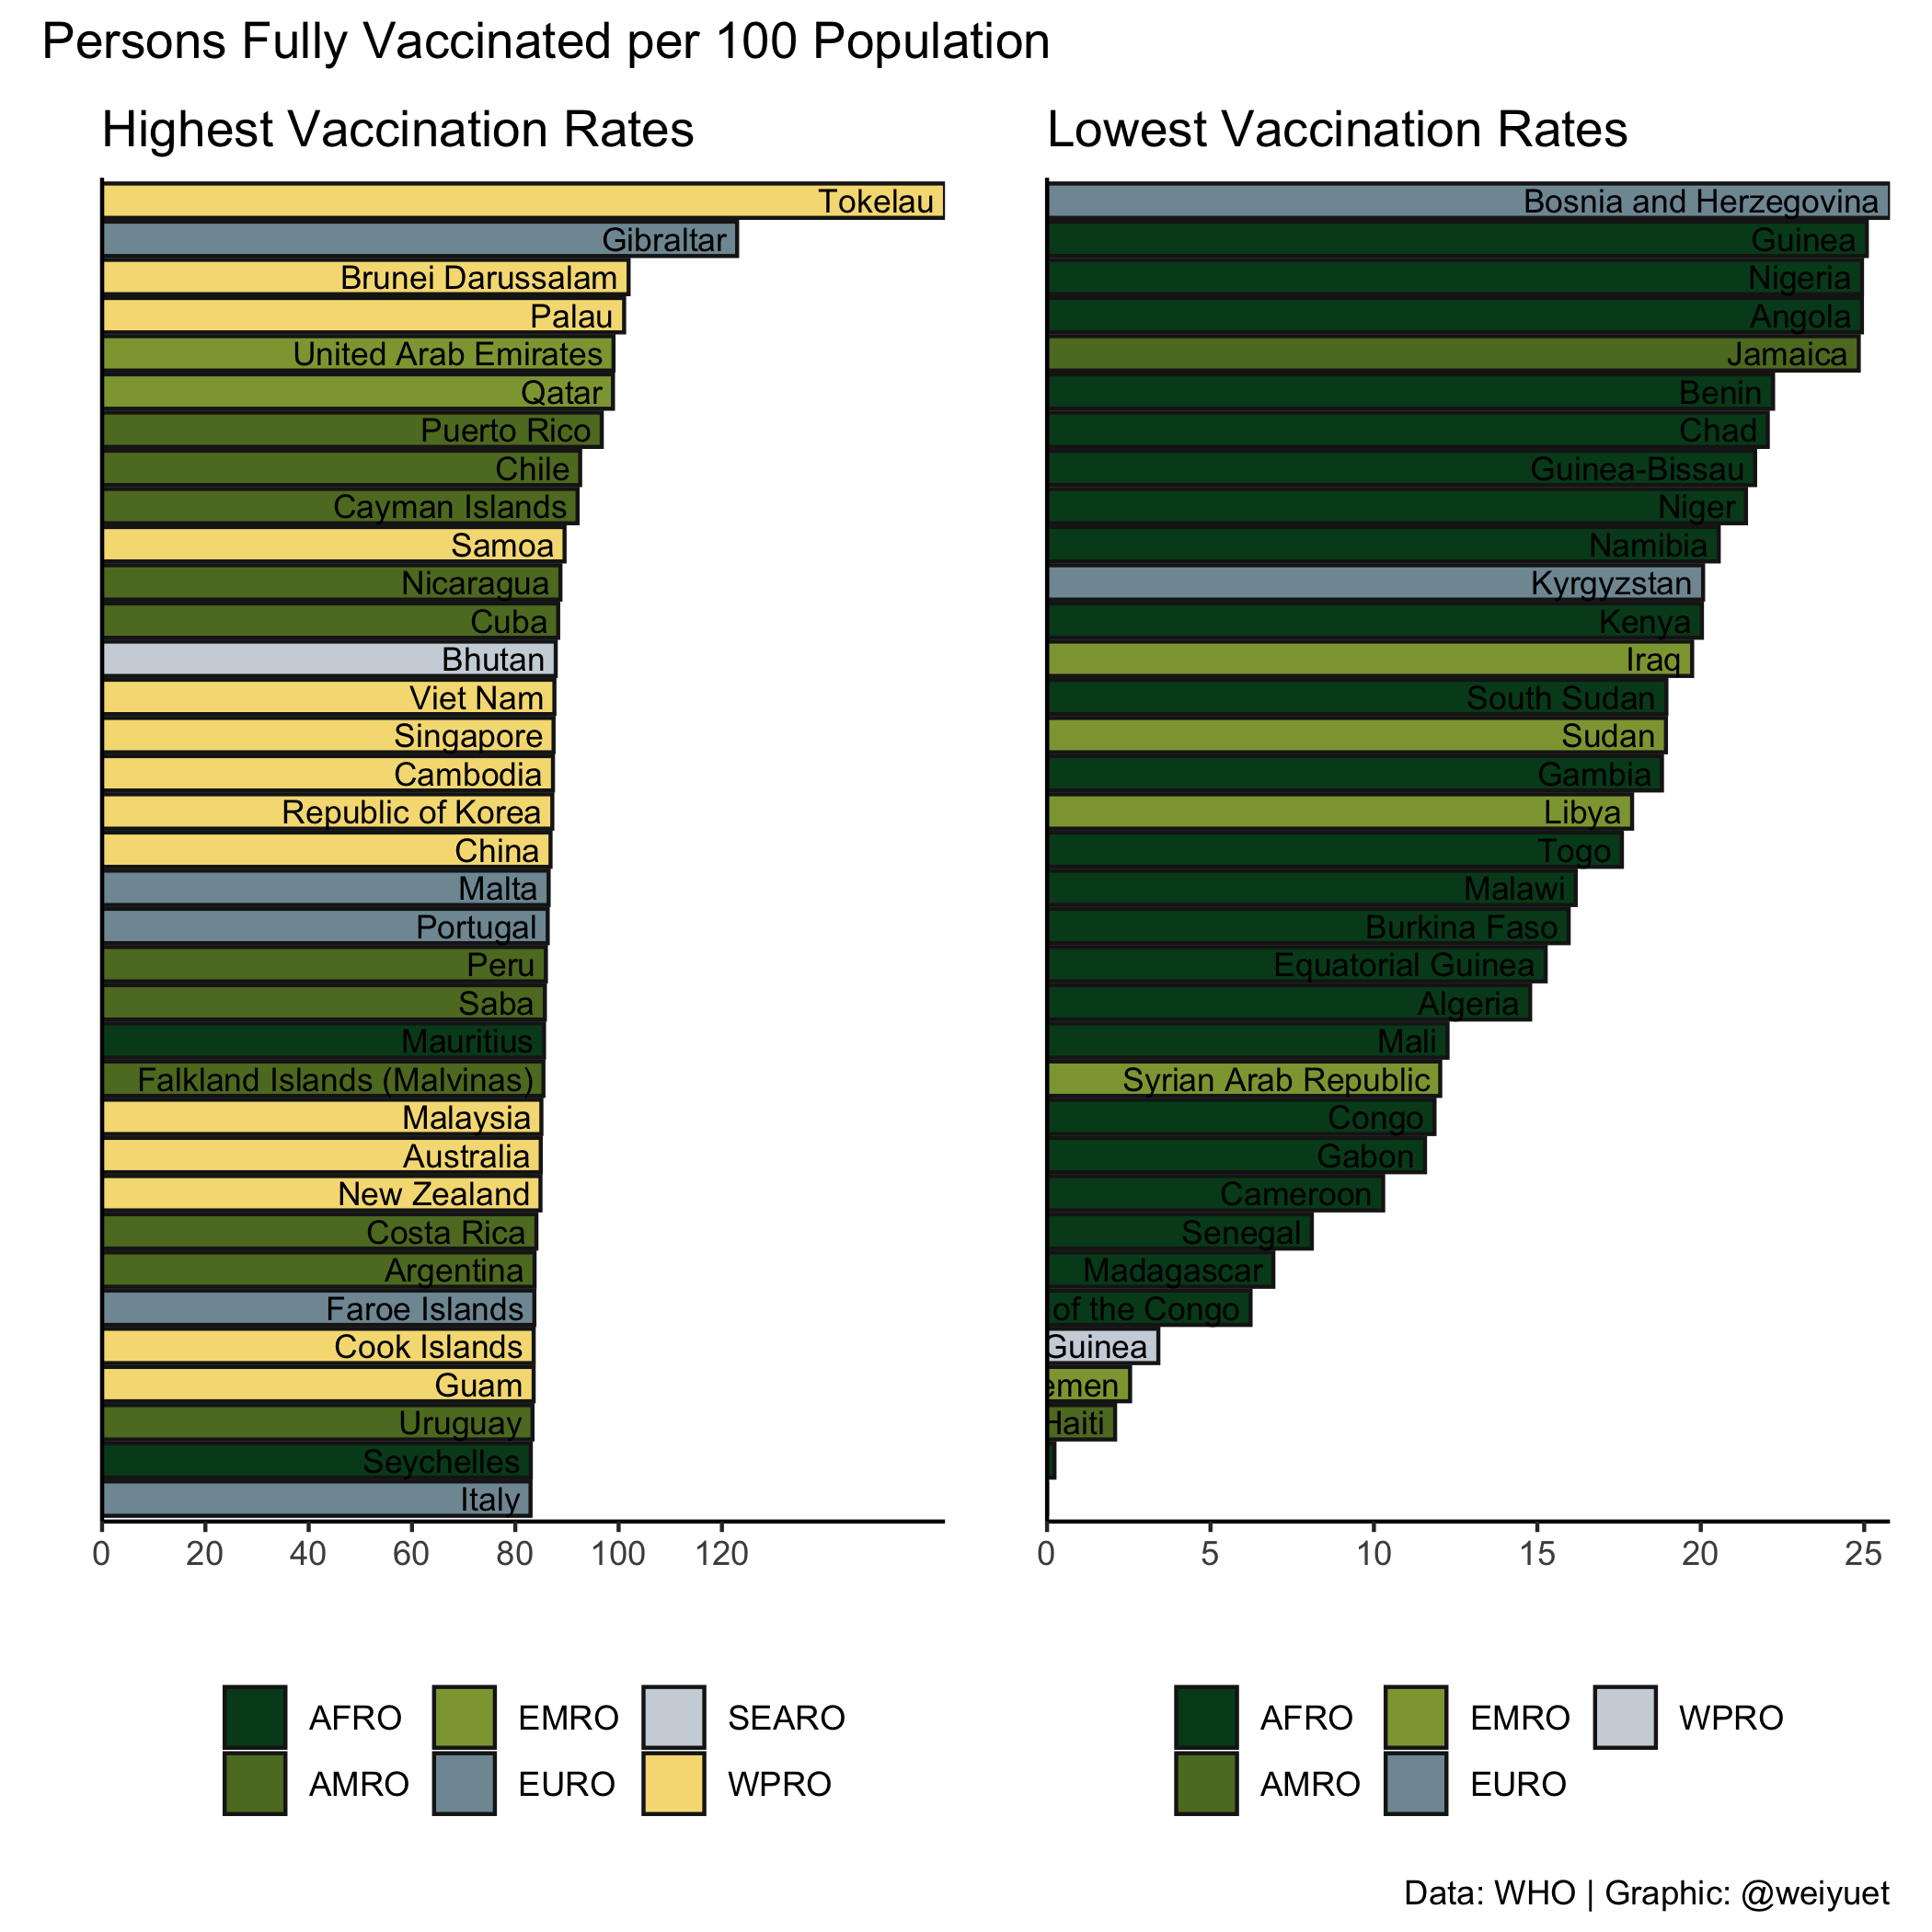 Persons Fully Vaccinated per 100 Population
Highest Vaccination Rates
Tokelau
Gibraltar
Brunei Darussalam
Palau
United Arab Emirates
Qatar
Puerto Rico
Chile
Cayman Islands
Samoa
Nicaragua
Cuba
Bhutan
Viet Nam
Singapore
Cambodia
Republic of Korea
China
Malta
Portugal
Peru
Saba
Mauritius
Falkland Islands (Malvinas)
Malaysia
Australia
New Zealand
Costa Rica
Argentina
Faroe Islands
Cook Islands
Guam
Uruguay
Seychelles
Italy
0 20 40 60 80 100 120
AFRO EMRO SEARO
AMRO EURO WPRO
Lowest Vaccination Rates
Bosnia and Herzegovina
Guinea
Nigeria
Angola
Jamaica
Benin
Chad
Guinea-Bissau
Niger
Namibia
Kyrgyzstan
Kenya
Iraq
South Sudan
Sudan
Gambia
Libya
Togo
Malawi
Burkina Faso
Equatorial Guinea
Algeria
Mali
Syrian Arab Republic
Congo
Gabon
Cameroon
Senegal
Madagascar
of the Congo
Guinea
emen
Haiti
0 5 10 15 20 25
AFRO EMRO WPRO
AMRO EURO
Data: WHO | Graphic: @weiyuet